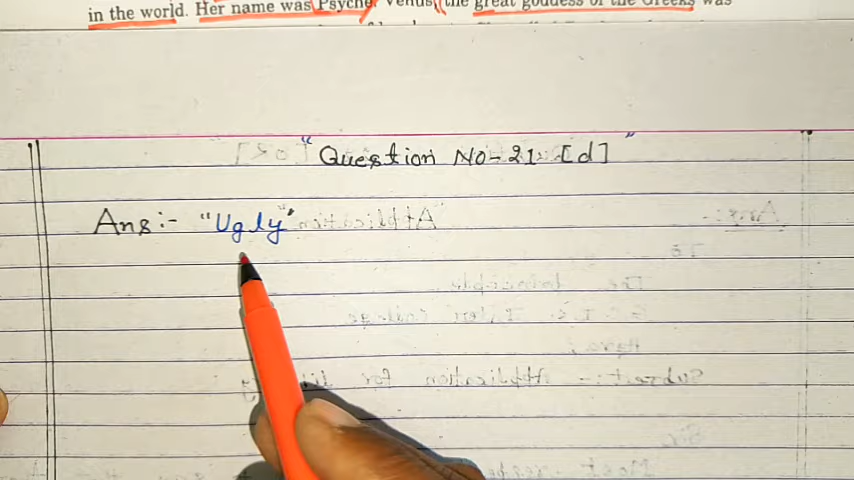 in the world. Her name was Psyche. Venus, the great goddess of the Greeks was
"Question No-21. [d]"
Ans:- "Ugly"